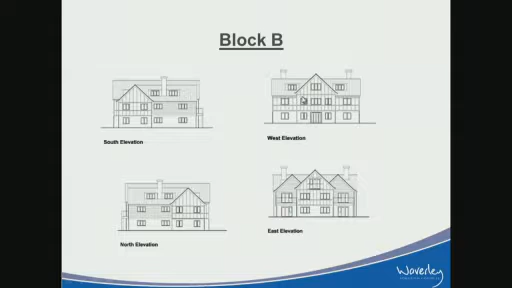 Block B
South Elevation
West Elevation
North Elevation
East Elevation
Waverley